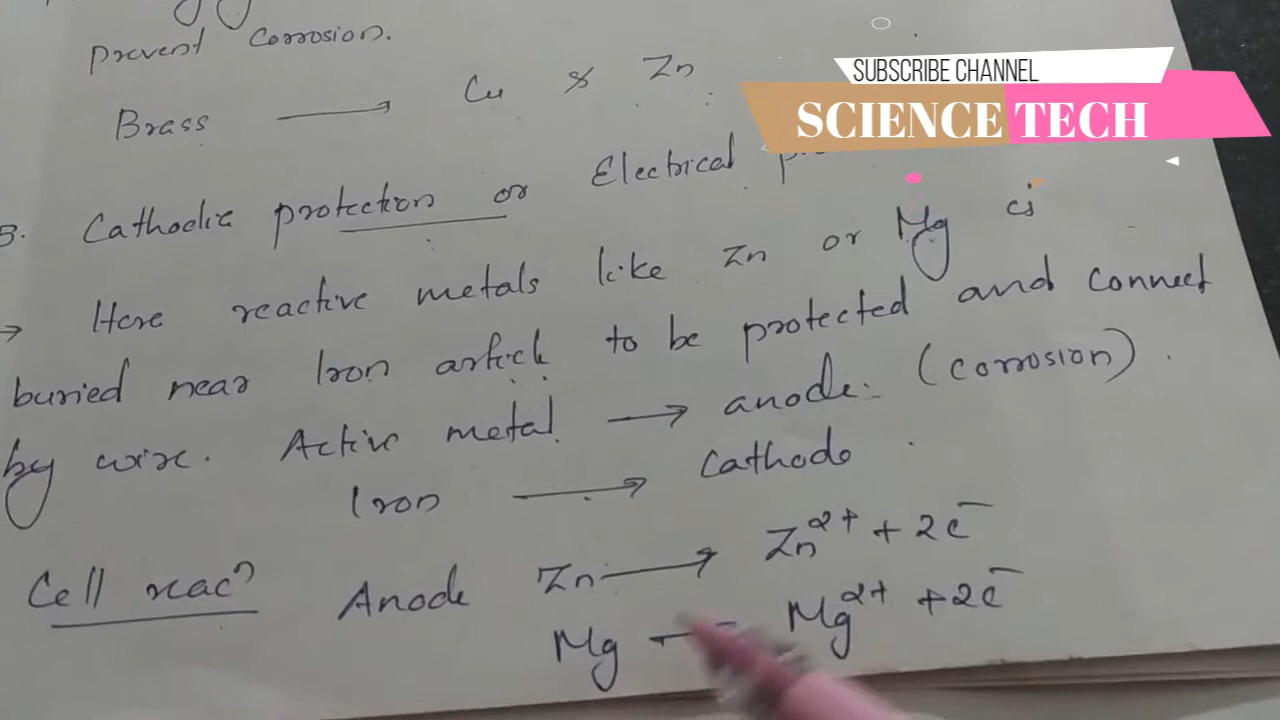 Prevent Corrosion.
SUBSCRIBE CHANNEL
SCIENCE TECH
Brass → Cu & Zn
3. Cathodic protection or Electrical
→ Here reactive metals like Zn or Mg is
buried near Iron article to be protected and connect
by wire. Active metal → anode. (corrosion).
Iron → Cathode
Cell reacⁿ Anode Zn → Zn²⁺ + 2e⁻
Mg Mg²⁺ + 2e⁻